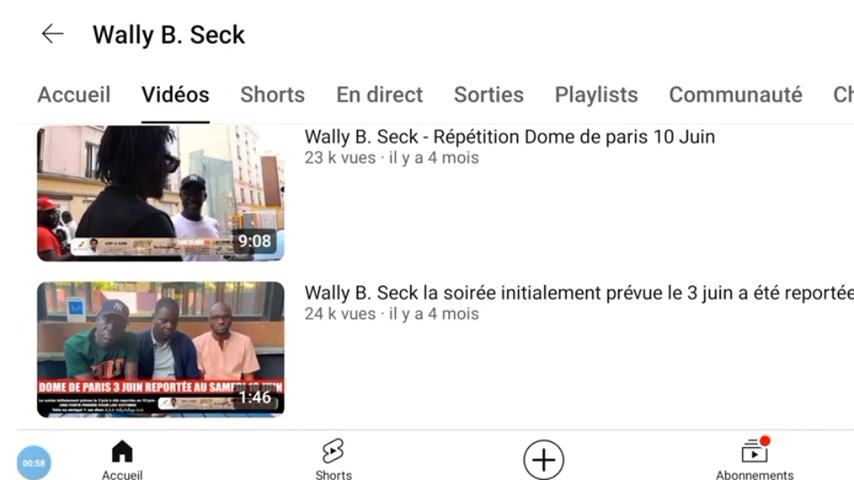 Wally B. Seck
Accueil Vidéos Shorts En direct Sorties Playlists Communauté Ch
Wally B. Seck - Répétition Dome de paris 10 Juin
23 k vues · il y a 4 mois
9:08
Wally B. Seck la soirée initialement prévue le 3 juin a été reportée
24 k vues · il y a 4 mois
DOME DE PARIS 3 JUIN REPORTÉE AU SAMEDI 10 JUIN
1:46
00:58
Accueil Shorts Abonnements